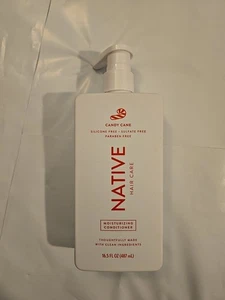 CANDY CANE
SILICONE FREE • SULFATE FREE
PARABEN FREE
NATIVE
HAIR CARE
MOISTURIZING
CONDITIONER
THOUGHTFULLY MADE
WITH CLEAN INGREDIENTS
16.5 FL OZ (487 mL)